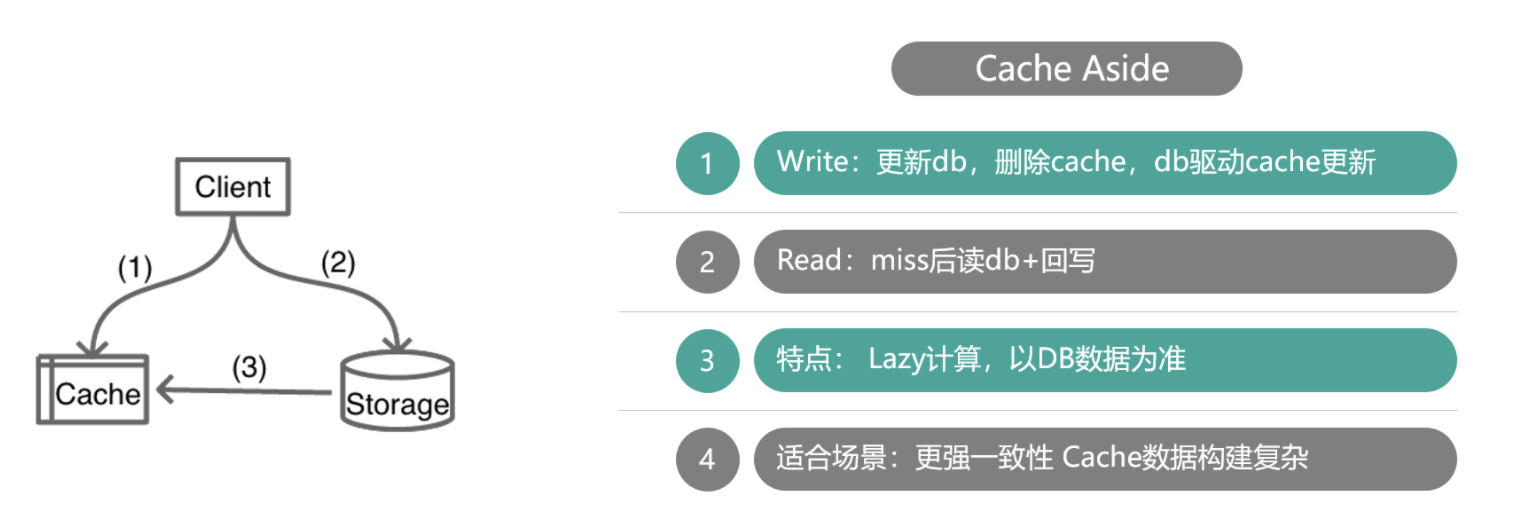 Cache Aside
Client
(1)
(2)
(3)
Cache
Storage
1 Write：更新db，删除cache，db驱动cache更新
2 Read：miss后读db+回写
3 特点： Lazy计算，以DB数据为准
4 适合场景：更强一致性 Cache数据构建复杂